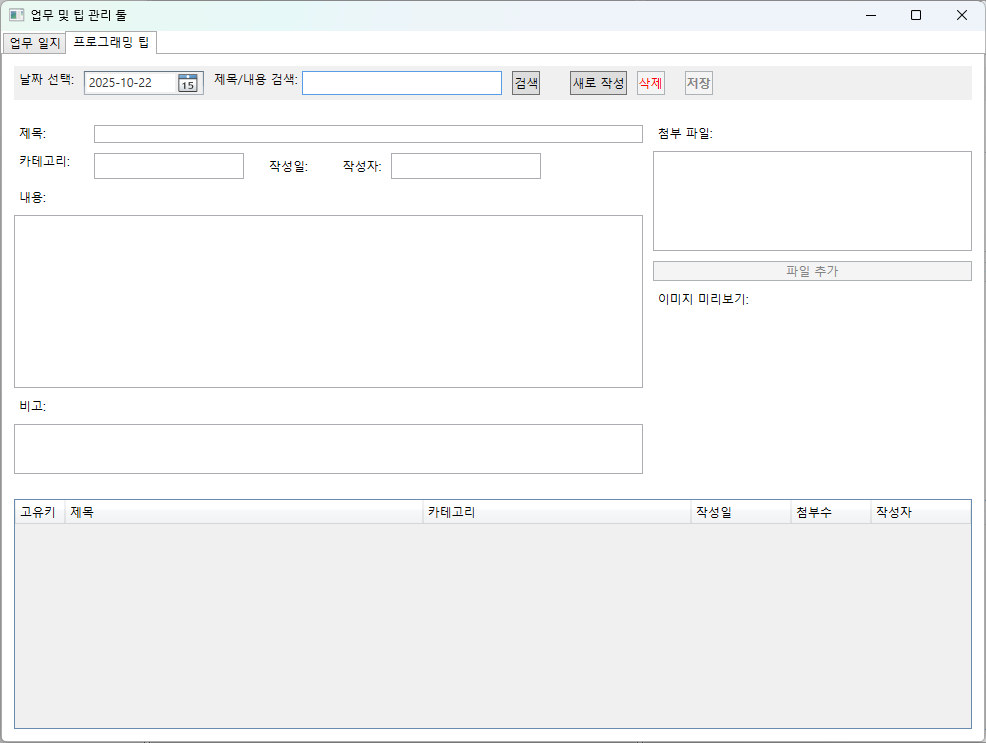 업무 및 팁 관리 툴
업무 일지 프로그래밍 팁
날짜 선택: 2025-10-22 15 제목/내용 검색: 검색 새로 작성 삭제 저장
제목: 첨부 파일:
카테고리: 작성일: 작성자:
내용:
파일 추가
이미지 미리보기:
비고:
고유키 제목 카테고리 작성일 첨부수 작성자